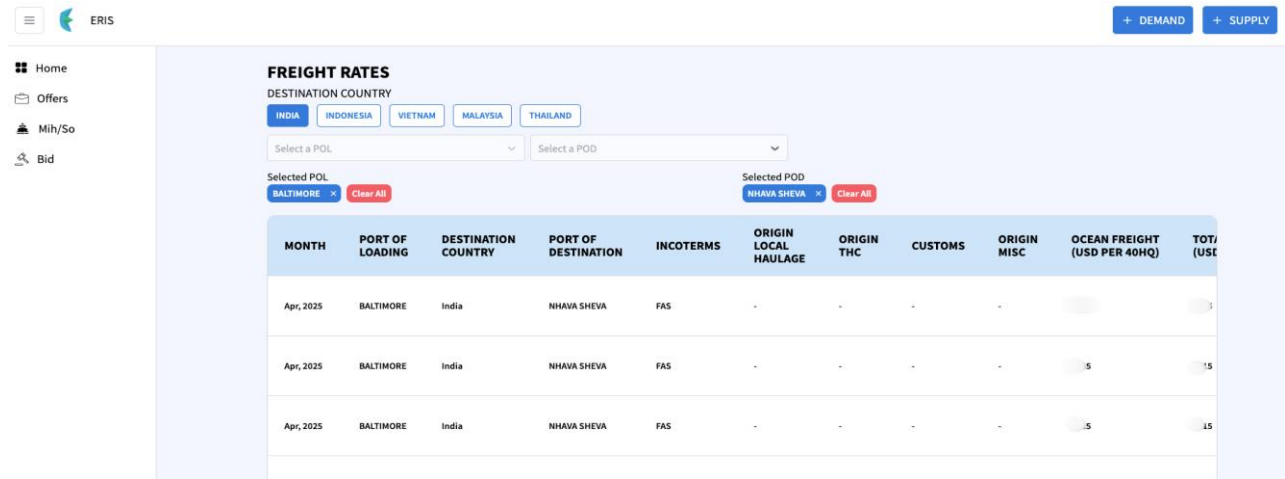 ERIS
+ DEMAND
+ SUPPLY
Home
Offers
Mih/So
Bid
FREIGHT RATES
DESTINATION COUNTRY
INDIA INDONESIA VIETNAM MALAYSIA THAILAND
Select a POL Select a POD
Selected POL Selected POD
BALTIMORE × Clear All NHAVA SHEVA × Clear All
MONTH PORT OF LOADING DESTINATION COUNTRY PORT OF DESTINATION INCOTERMS ORIGIN LOCAL HAULAGE ORIGIN THC CUSTOMS ORIGIN MISC OCEAN FREIGHT (USD PER 40HQ)
Apr, 2025 BALTIMORE India NHAVA SHEVA FAS - - - -
Apr, 2025 BALTIMORE India NHAVA SHEVA FAS - - - -
Apr, 2025 BALTIMORE India NHAVA SHEVA FAS - - - -